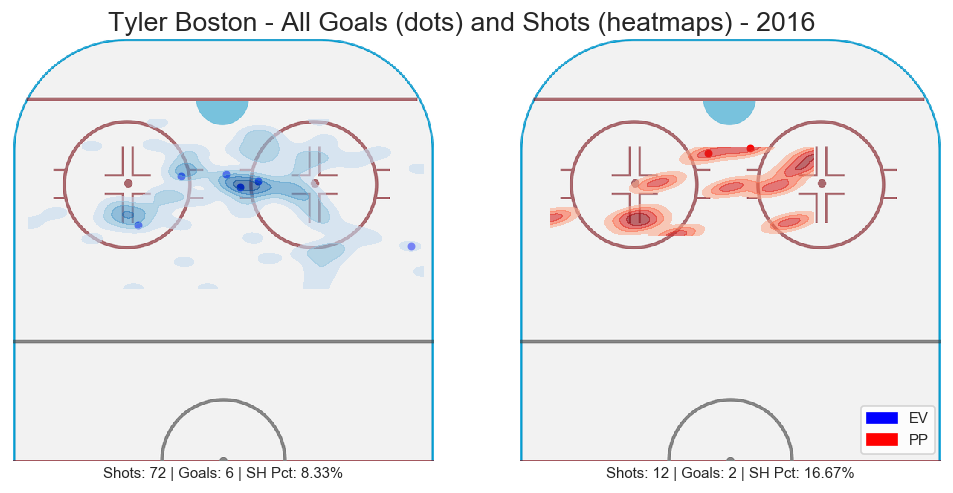 Tyler Boston - All Goals (dots) and Shots (heatmaps) - 2016
EV
PP
Shots: 72 | Goals: 6 | SH Pct: 8.33%
Shots: 12 | Goals: 2 | SH Pct: 16.67%